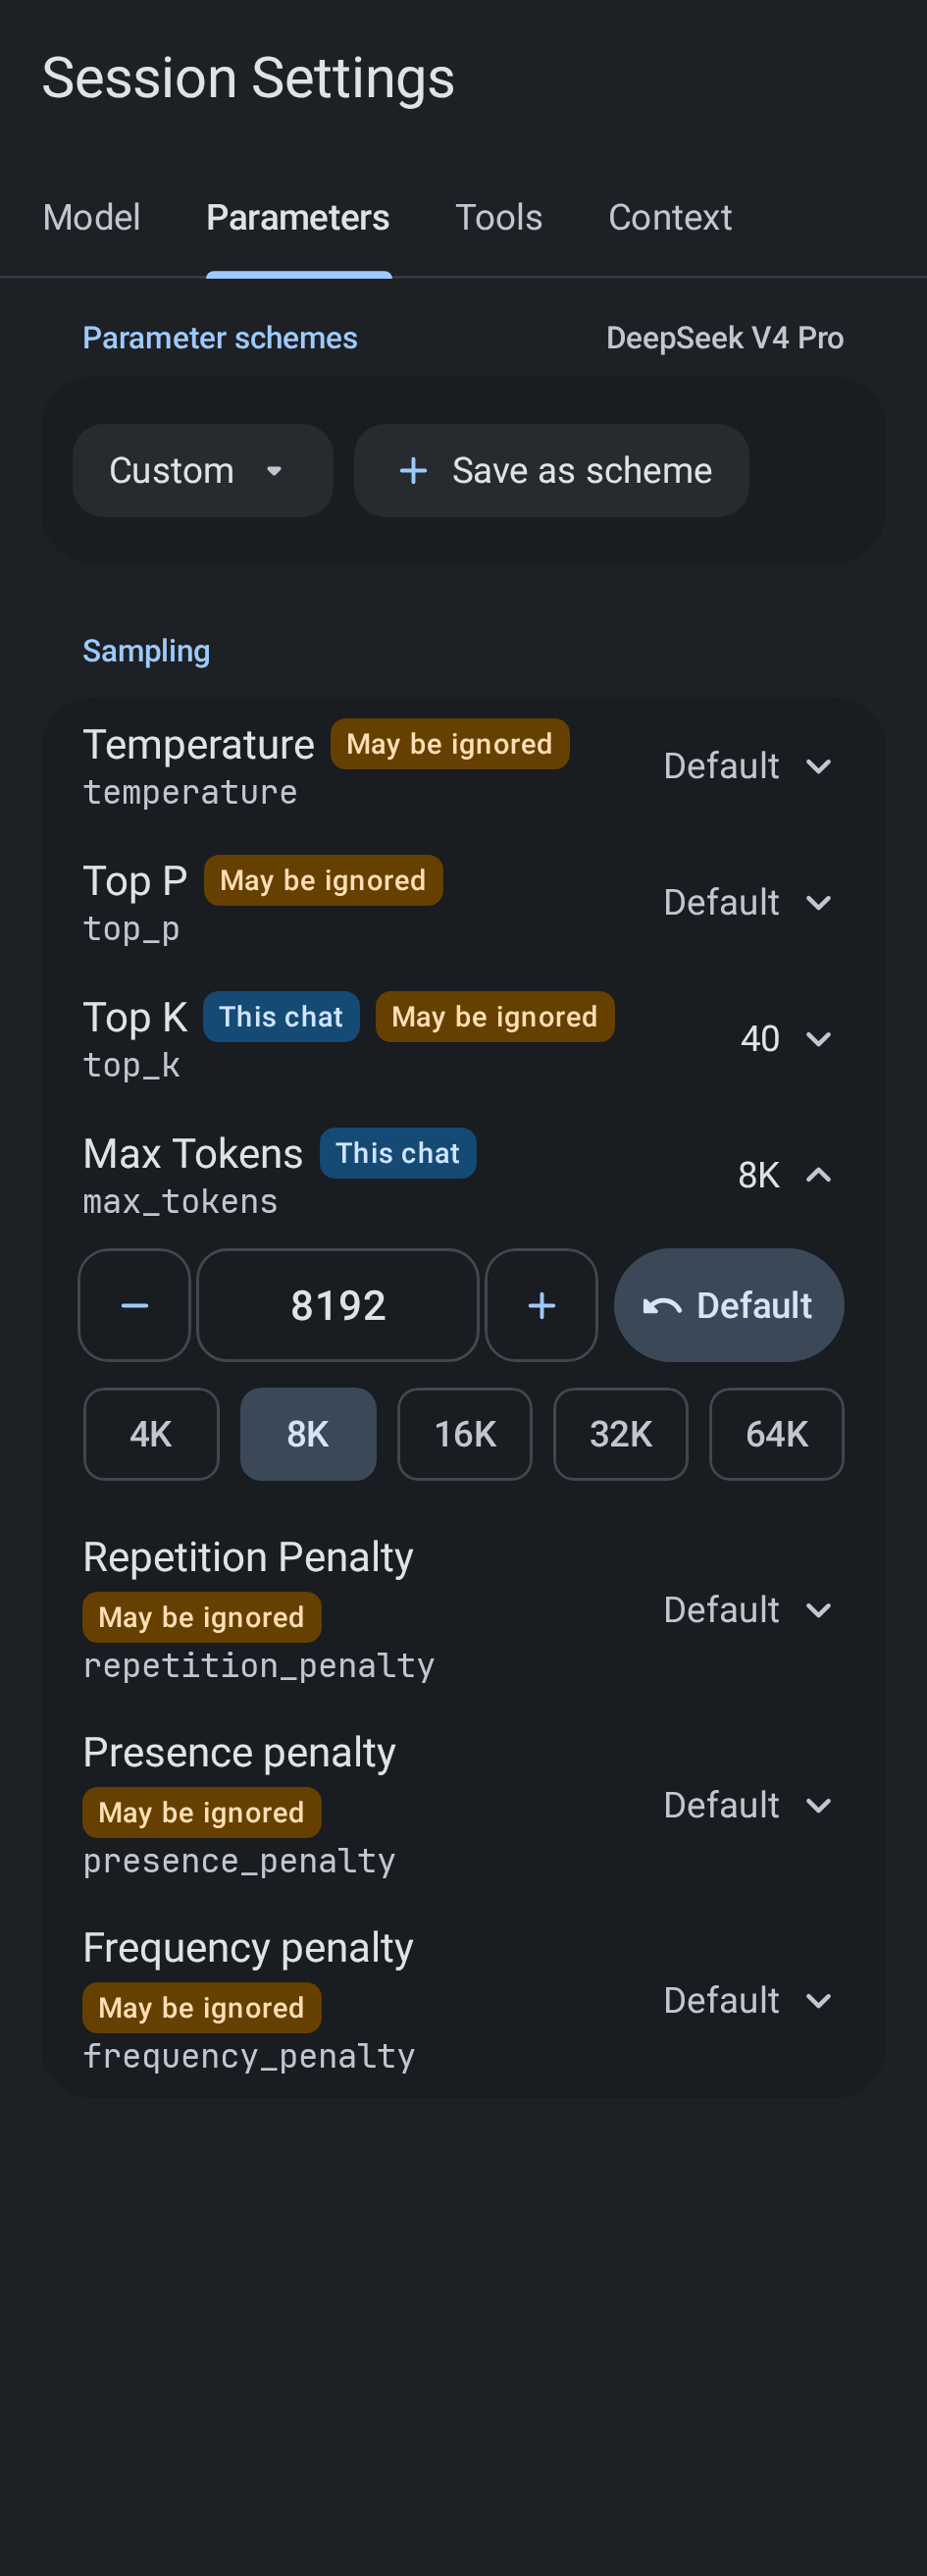 Session Settings
Model Parameters Tools Context
Parameter schemes DeepSeek V4 Pro
Custom + Save as scheme
Sampling
Temperature May be ignored
temperature
Default
Top P May be ignored
top_p
Default
Top K This chat May be ignored
top_k
40
Max Tokens This chat
max_tokens
8K
− 8192 + Default
4K 8K 16K 32K 64K
Repetition Penalty
May be ignored
repetition_penalty
Default
Presence penalty
May be ignored
presence_penalty
Default
Frequency penalty
May be ignored
frequency_penalty
Default